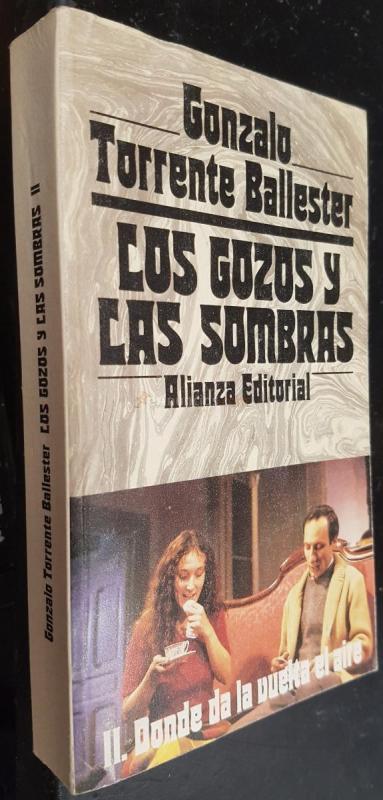 Gonzalo
Torrente Ballester
LOS GOZOS Y
LAS SOMBRAS
Alianza Editorial
II. Donde da la vuelta el aire
Gonzalo Torrente Ballester LOS GOZOS Y LAS SOMBRAS II